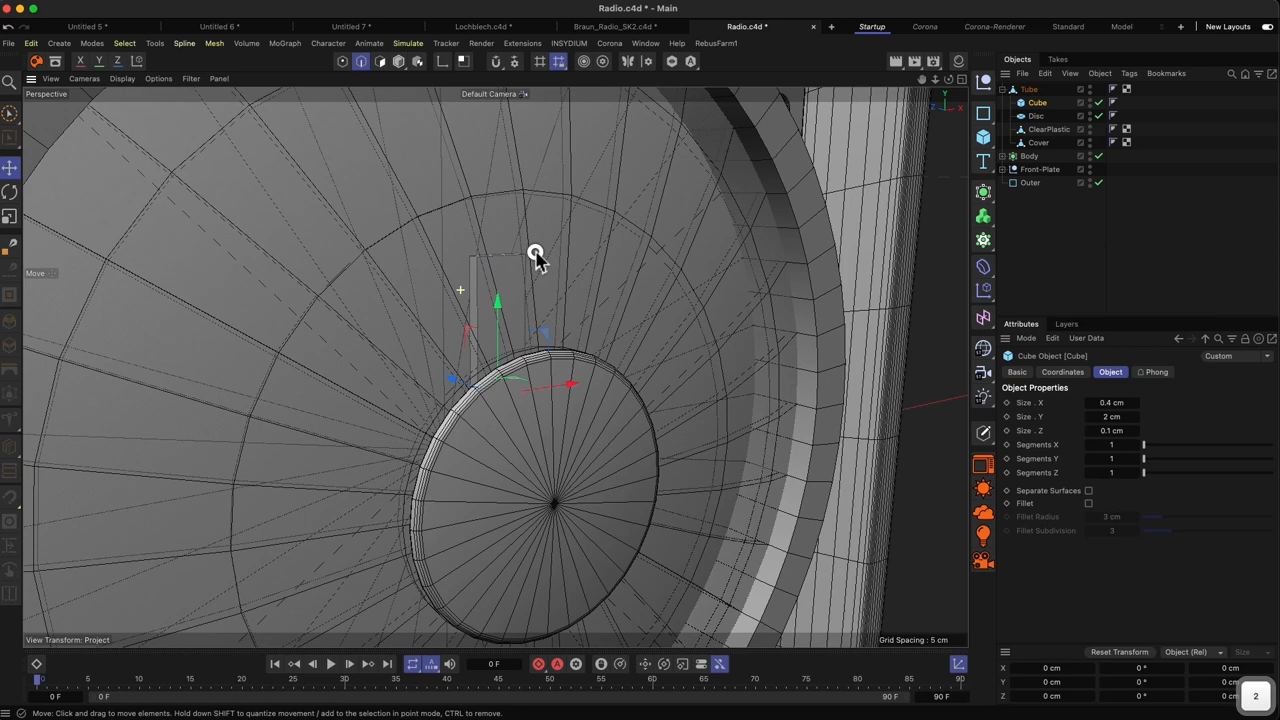 Radio.c4d * - Main
Untitled 5 *
Untitled 6 *
Untitled 7 *
Lochblech.c4d *
Braun_Radio_SK2.c4d *
Radio.c4d *
Startup
Corona
Corona-Renderer
Standard
Model
New Layouts
File Edit Create Modes Select Tools Spline Mesh Volume MoGraph Character Animate Simulate Tracker Render Extensions INSYDIUM Corona Window Help RebusFarm1
X Y Z
View Cameras Display Options Filter Panel
Perspective
Default Camera
Y
Z X
Move
View Transform: Project
Grid Spacing : 5 cm
Objects Takes
File Edit View Object Tags Bookmarks
Tube
Cube
Disc
ClearPlastic
Cover
Body
Front-Plate
Outer
Attributes Layers
Mode Edit User Data
Cube Object [Cube]
Custom
Basic Coordinates Object Phong
Object Properties
Size . X 0.4 cm
Size . Y 2 cm
Size . Z 0.1 cm
Segments X 1
Segments Y 1
Segments Z 1
Separate Surfaces
Fillet
Fillet Radius 3 cm
Fillet Subdivision 3
0 F
0 5 10 15 20 25 30 35 40 45 50 55 60 65 70 75 80 85 90
0 F 0 F 90 F 90 F
Reset Transform Object (Rel) Size
X 0 cm 0 ° 0 cm
Y 0 cm 0 ° 0 cm
Z 0 cm 0 ° 0 cm
2
Move: Click and drag to move elements. Hold down SHIFT to quantize movement / add to the selection in point mode, CTRL to remove.